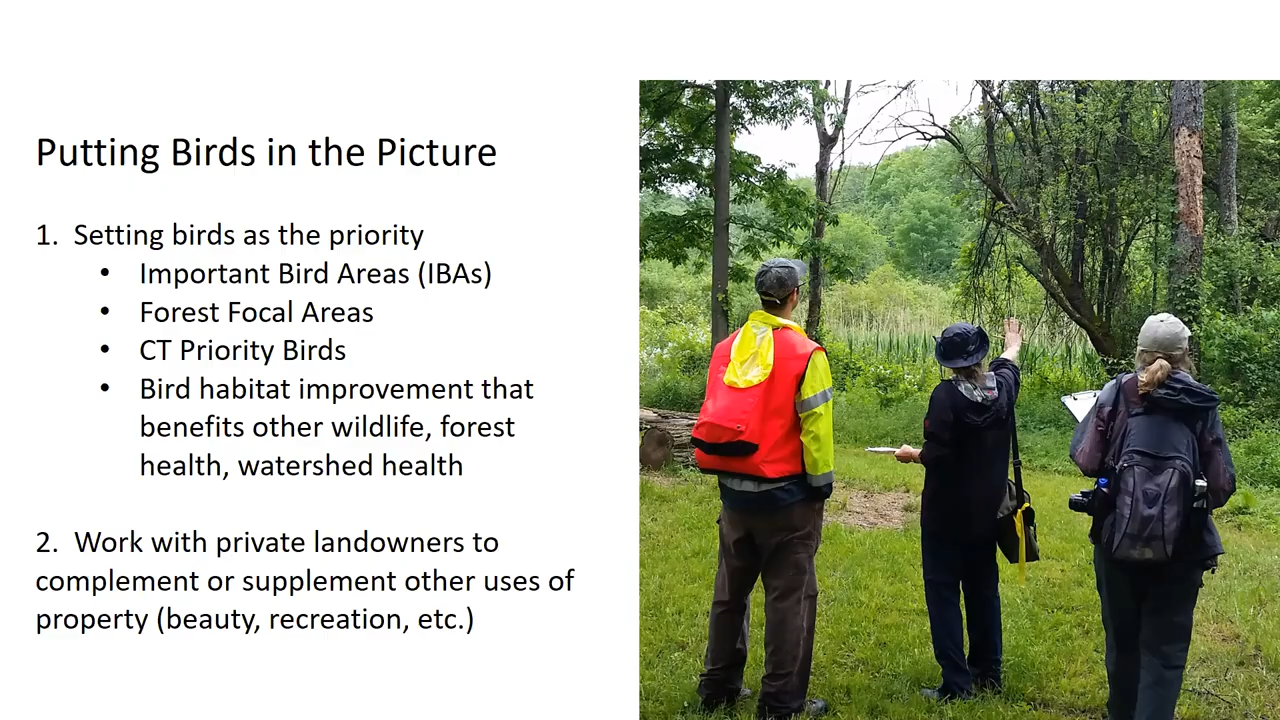 Putting Birds in the Picture
1. Setting birds as the priority
• Important Bird Areas (IBAs)
• Forest Focal Areas
• CT Priority Birds
• Bird habitat improvement that
benefits other wildlife, forest
health, watershed health
2. Work with private landowners to
complement or supplement other uses of
property (beauty, recreation, etc.)